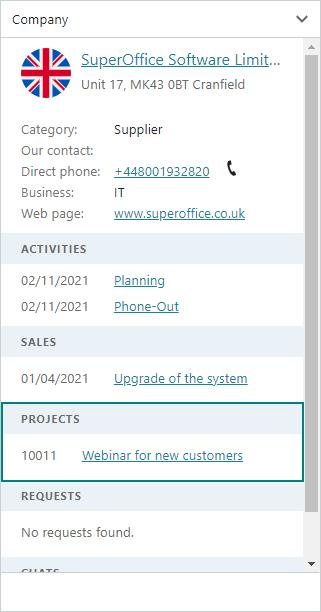 Company
SuperOffice Software Limit...
Unit 17, MK43 0BT Cranfield
Category: Supplier
Our contact:
Direct phone: +448001932820
Business: IT
Web page: www.superoffice.co.uk
ACTIVITIES
02/11/2021 Planning
02/11/2021 Phone-Out
SALES
01/04/2021 Upgrade of the system
PROJECTS
10011 Webinar for new customers
REQUESTS
No requests found.
CHATS